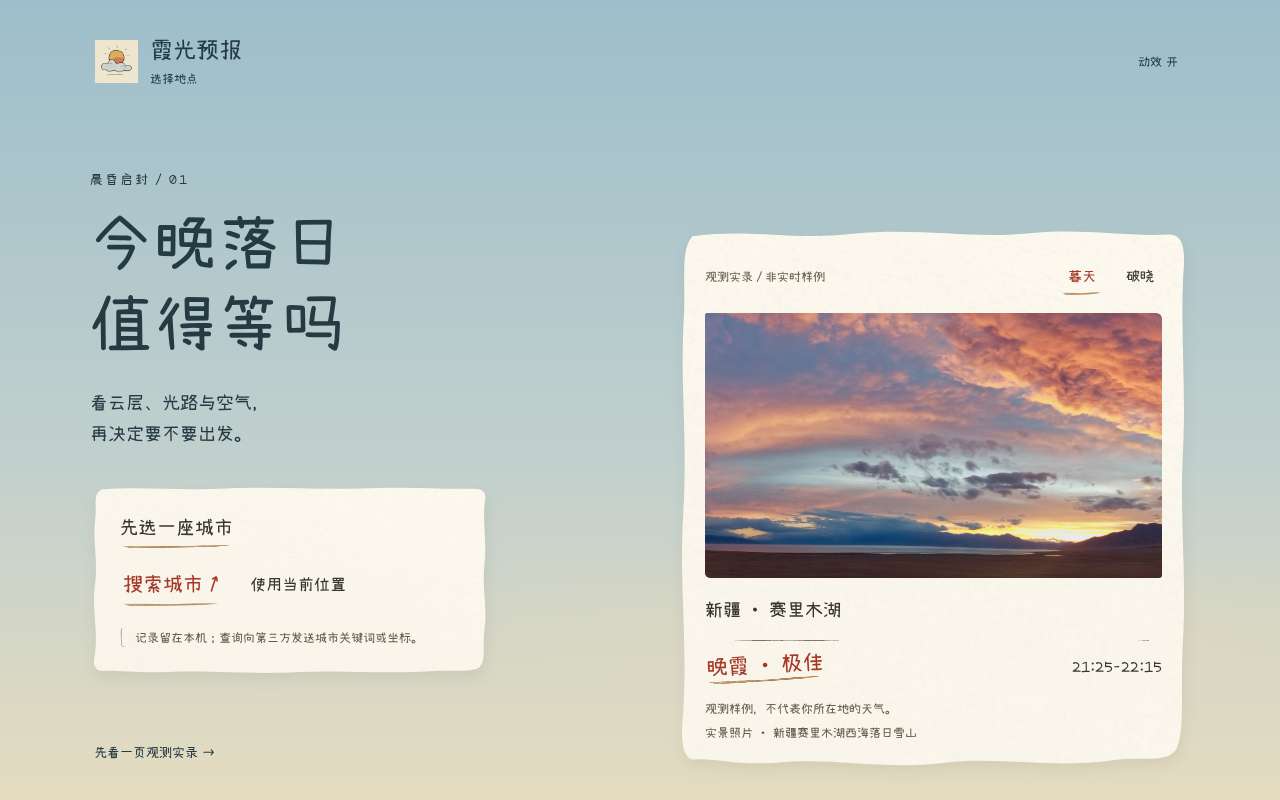 霞光预报
选择地点
动效 开
晨昏启封 / 01
今晚落日
值得等吗
看云层、光路与空气,
再决定要不要出发。
先选一座城市
搜索城市↗
使用当前位置
记录留在本机；查询向第三方发送城市关键词或坐标。
先看一页观测实录 →
观测实录 / 非实时样例
暮天
破晓
新疆 · 赛里木湖
晚霞 · 极佳
21:25-22:15
观测样例，不代表你所在地的天气。
实景照片 · 新疆赛里木湖西海落日雪山